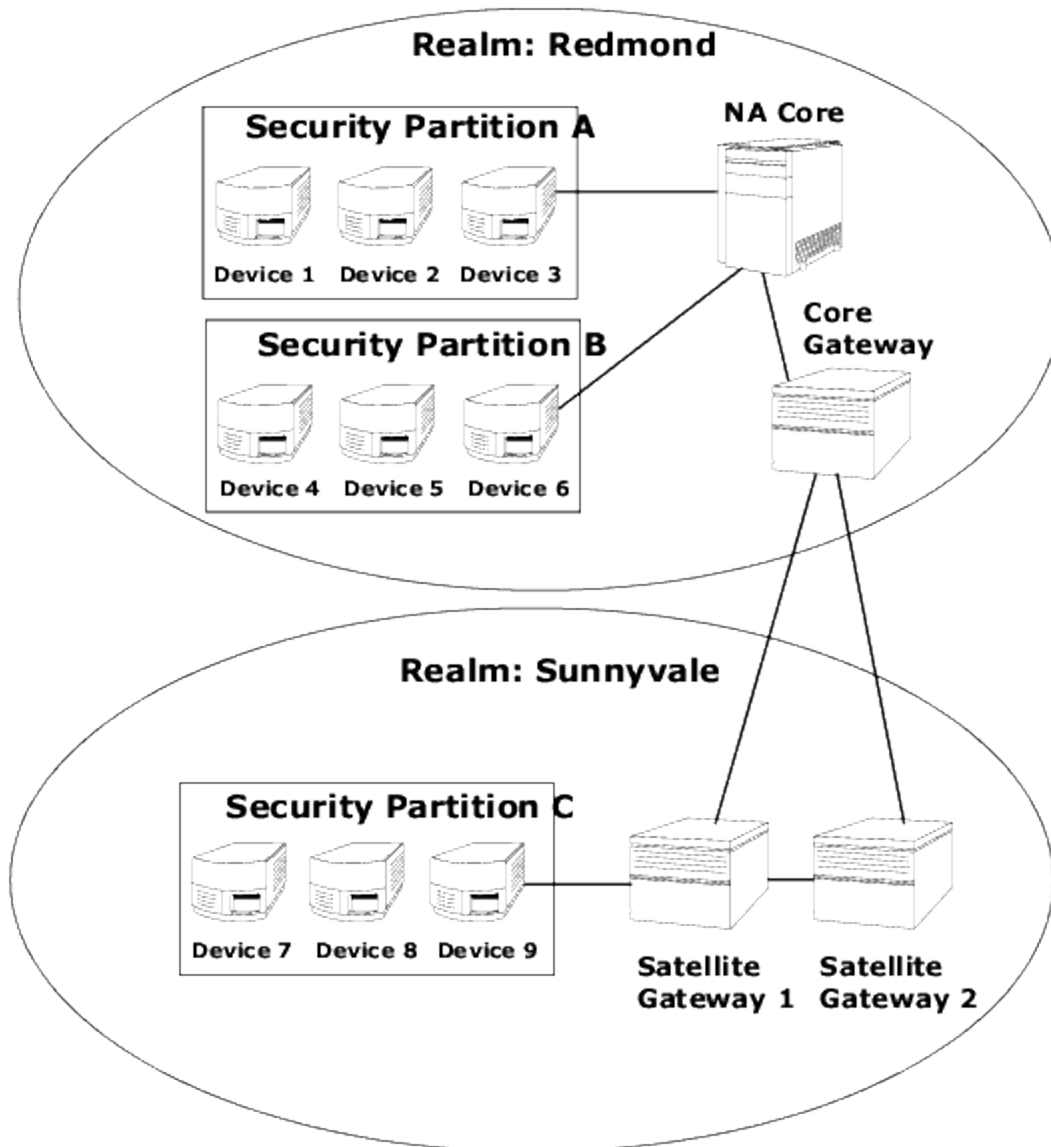 Realm: Redmond
Security Partition A
NA Core
Device 1
Device 2
Device 3
Core
Gateway
Security Partition B
Device 4
Device 5
Device 6
Realm: Sunnyvale
Security Partition C
Device 7
Device 8
Device 9
Satellite
Gateway 1
Satellite
Gateway 2